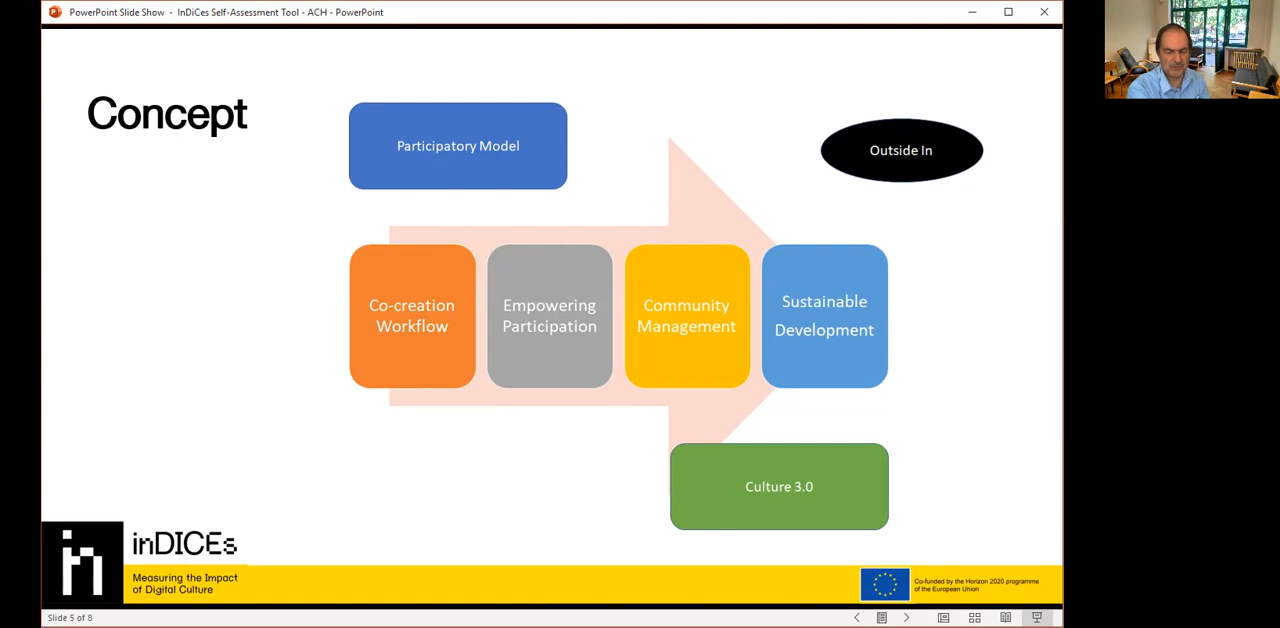 PowerPoint Slide Show - InDiCes Self-Assessment Tool - ACH - PowerPoint
Concept
Participatory Model
Outside In
Co-creation
Workflow
Empowering
Participation
Community
Management
Sustainable
Development
Culture 3.0
in
inDICEs
Measuring the Impact
of Digital Culture
Co-funded by the Horizon 2020 programme
of the European Union
Slide 5 of 8